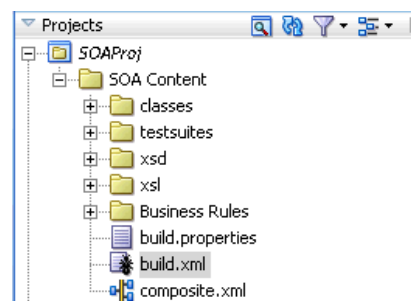 Projects
SOAProj
SOA Content
classes
testsuites
xsd
xsl
Business Rules
build.properties
build.xml
composite.xml